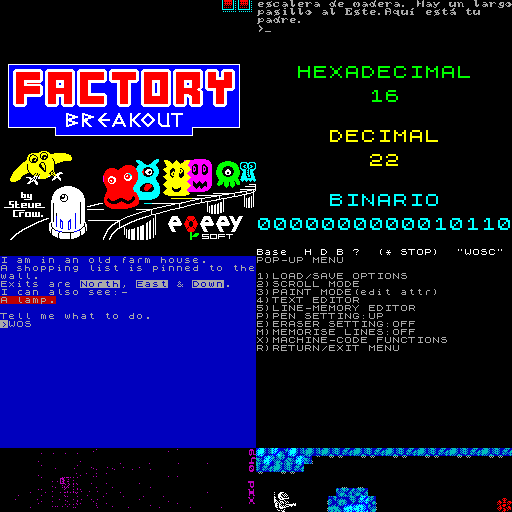 escalera de madera. Hay un largo
pasillo al Este.Aquí está tu
padre.
>_
FACTORY
BREAKOUT
by
Steve
Crow.
poppy
SOFT
HEXADECIMAL
16
DECIMAL
22
BINARIO
0000000000010110
Base H D B ? (* STOP) "WOSC"
I am in an old farm house.
A shopping list is pinned to the
wall.
Exits are North, East & Down.
I can also see:-
A lamp.
Tell me what to do.
>WOS
POP-UP MENU
1)LOAD/SAVE OPTIONS
2)SCROLL MODE
3)PAINT MODE(edit attr)
4)TEXT EDITOR
5)LINE-MEMORY EDITOR
P)PEN SETTING:UP
E)ERASER SETTING:OFF
M)MEMORISE LINES:OFF
X)MACHINE-CODE FUNCTIONS
R)RETURN/EXIT MENU
640 PIX